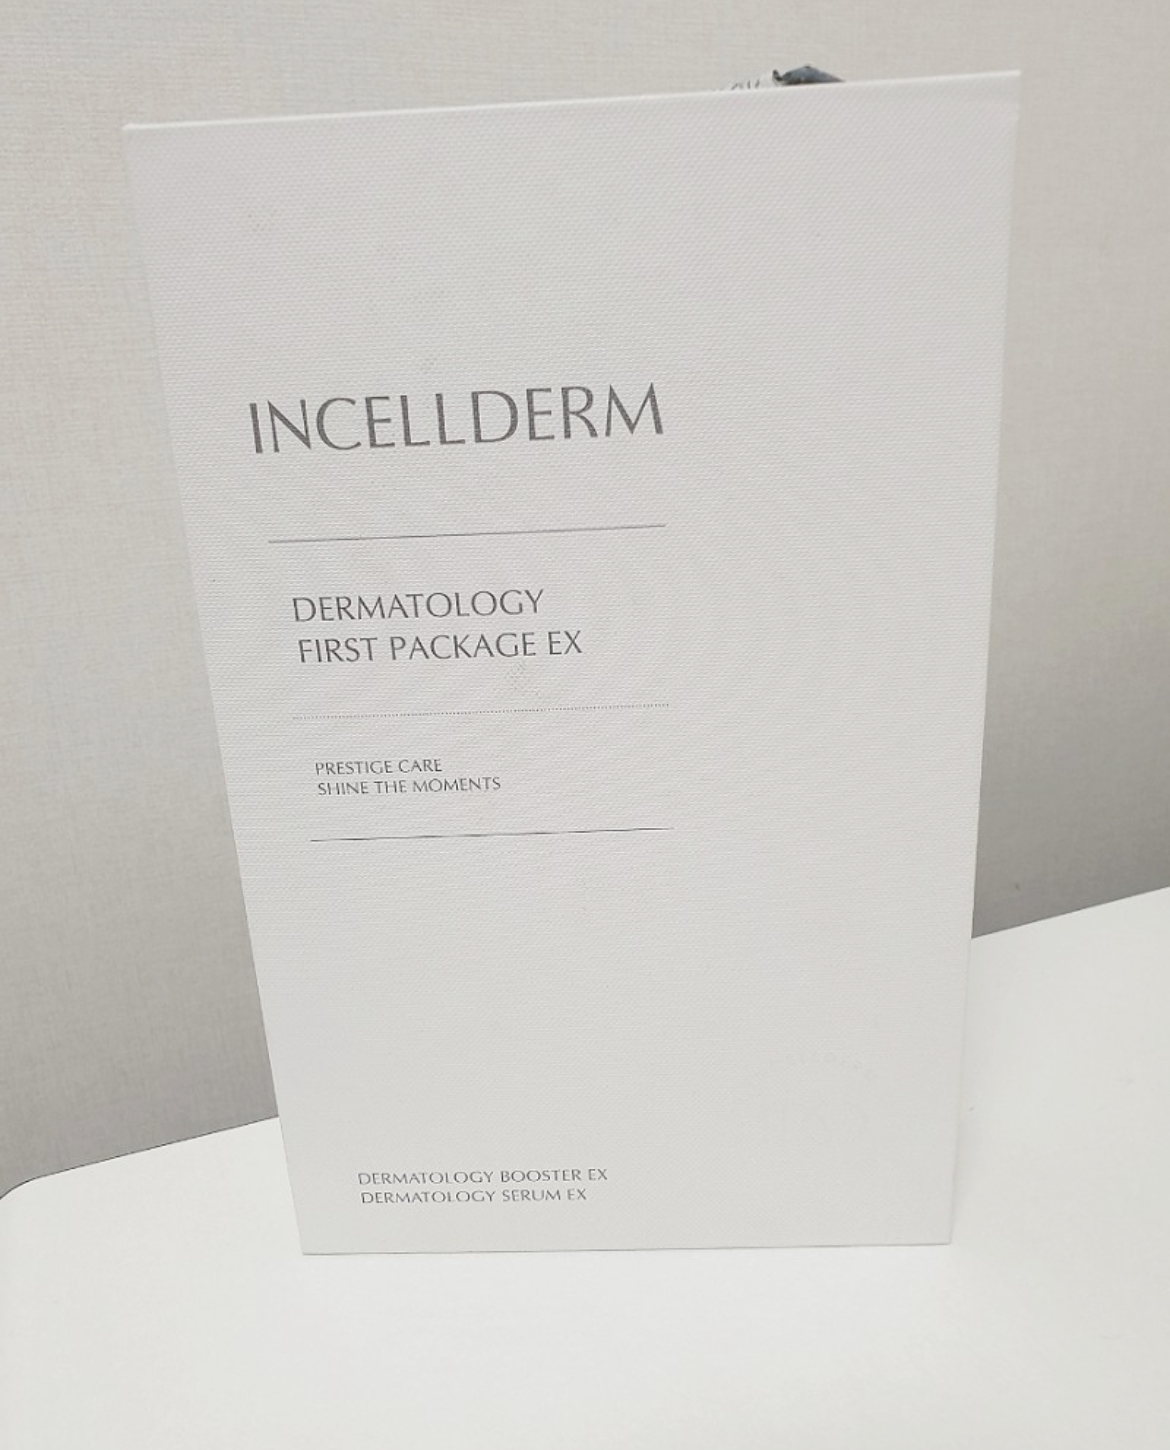 INCELLDERM
DERMATOLOGY
FIRST PACKAGE EX
PRESTIGE CARE
SHINE THE MOMENTS
DERMATOLOGY BOOSTER EX
DERMATOLOGY SERUM EX